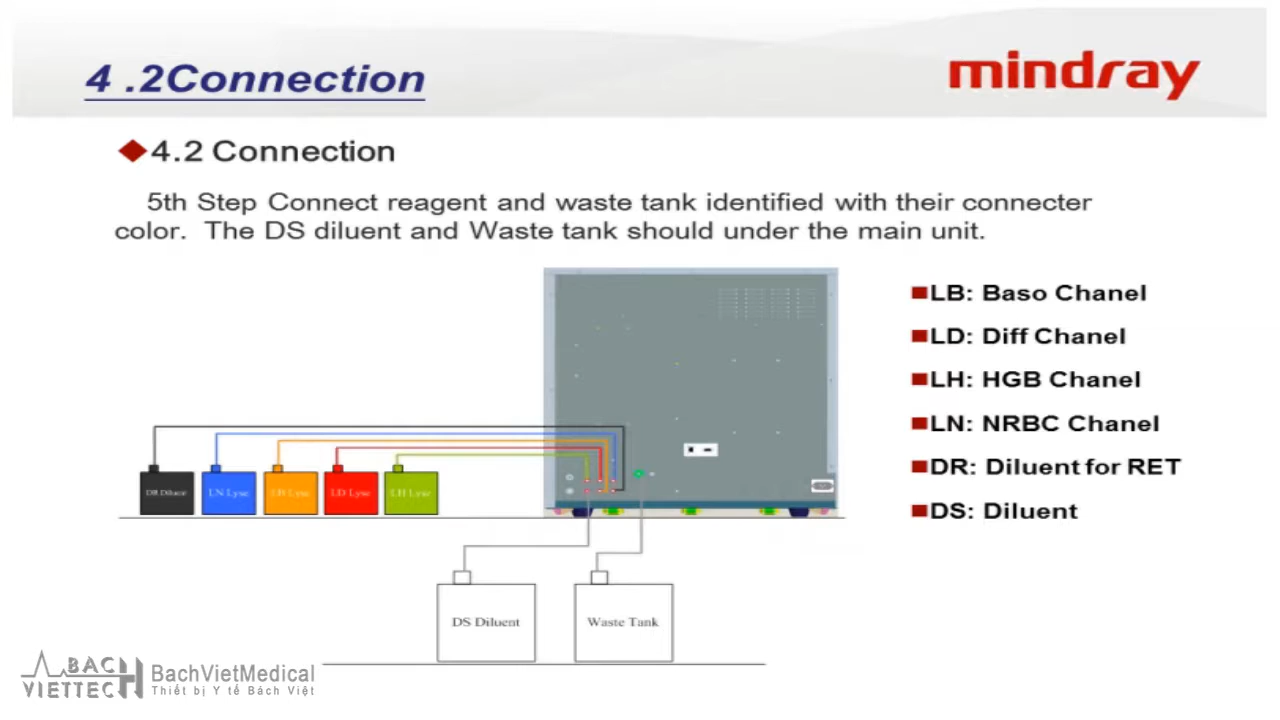 4 .2Connection
mindray
4.2 Connection
5th Step Connect reagent and waste tank identified with their connecter
color. The DS diluent and Waste tank should under the main unit.
LB: Baso Chanel
LD: Diff Chanel
LH: HGB Chanel
LN: NRBC Chanel
DR: Diluent for RET
DS: Diluent
DR Diluent
LN Lyse
LB Lyse
LD Lyse
LH Lyse
DS Diluent
Waste Tank
BACH
VIETTECH
BachVietMedical
Thiết bị Y tế Bách Việt